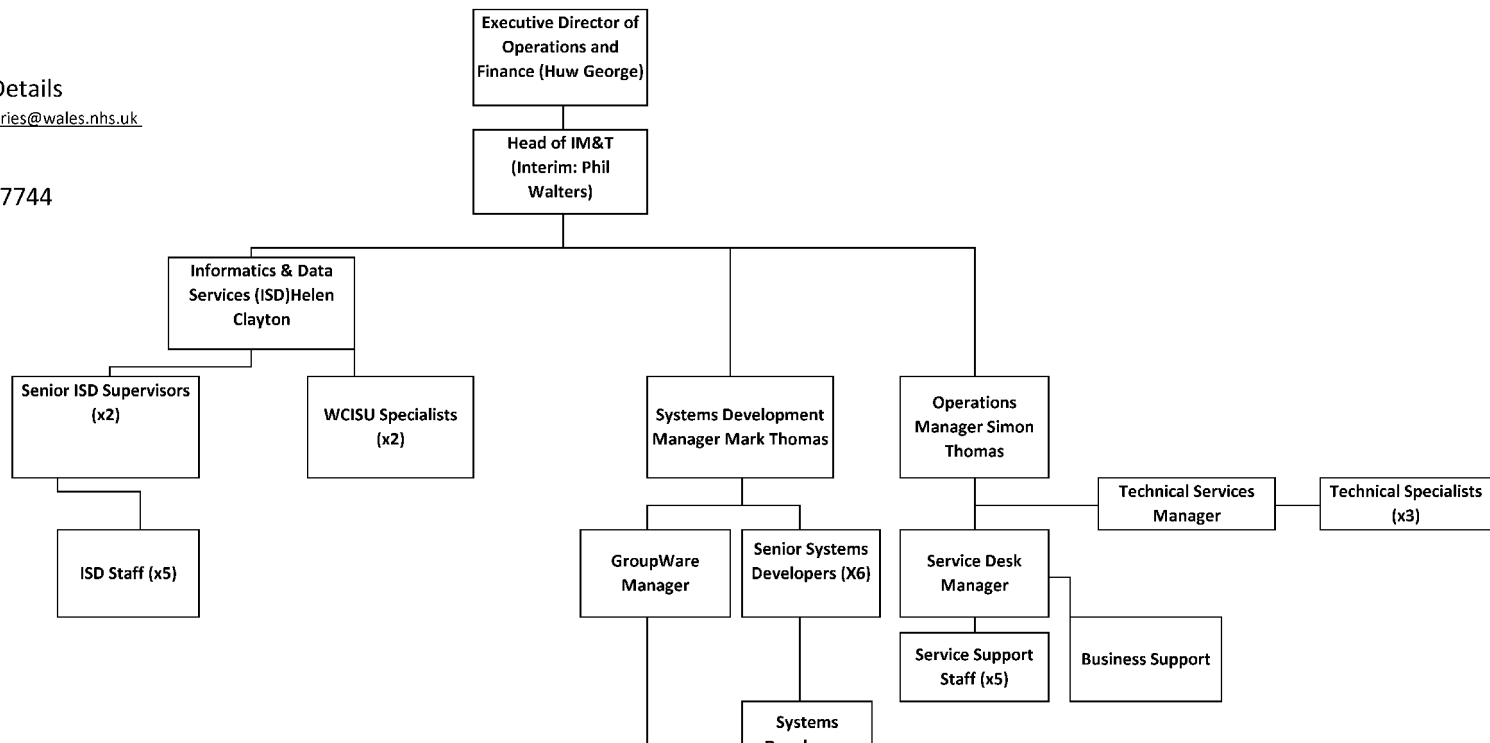 Executive Director of
Operations and
Finance (Huw George)
Details
ries@wales.nhs.uk
7744
Head of IM&T
(Interim: Phil
Walters)
Informatics & Data
Services (ISD)Helen
Clayton
Senior ISD Supervisors
(x2)
WCISU Specialists
(x2)
Systems Development
Manager Mark Thomas
Operations
Manager Simon
Thomas
Technical Services
Manager
Technical Specialists
(x3)
ISD Staff (x5)
GroupWare
Manager
Senior Systems
Developers (X6)
Service Desk
Manager
Service Support
Staff (x5)
Business Support
Systems